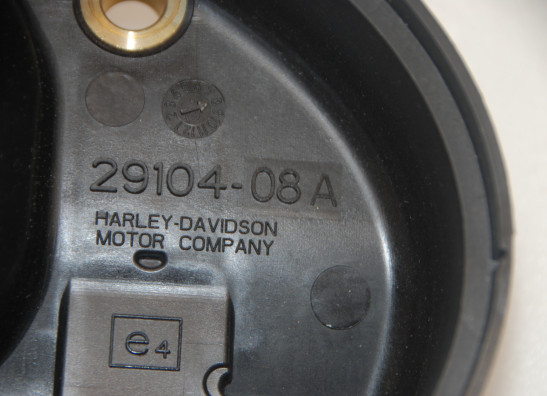 29104-08 A
HARLEY-DAVIDSON
MOTOR COMPANY
e4